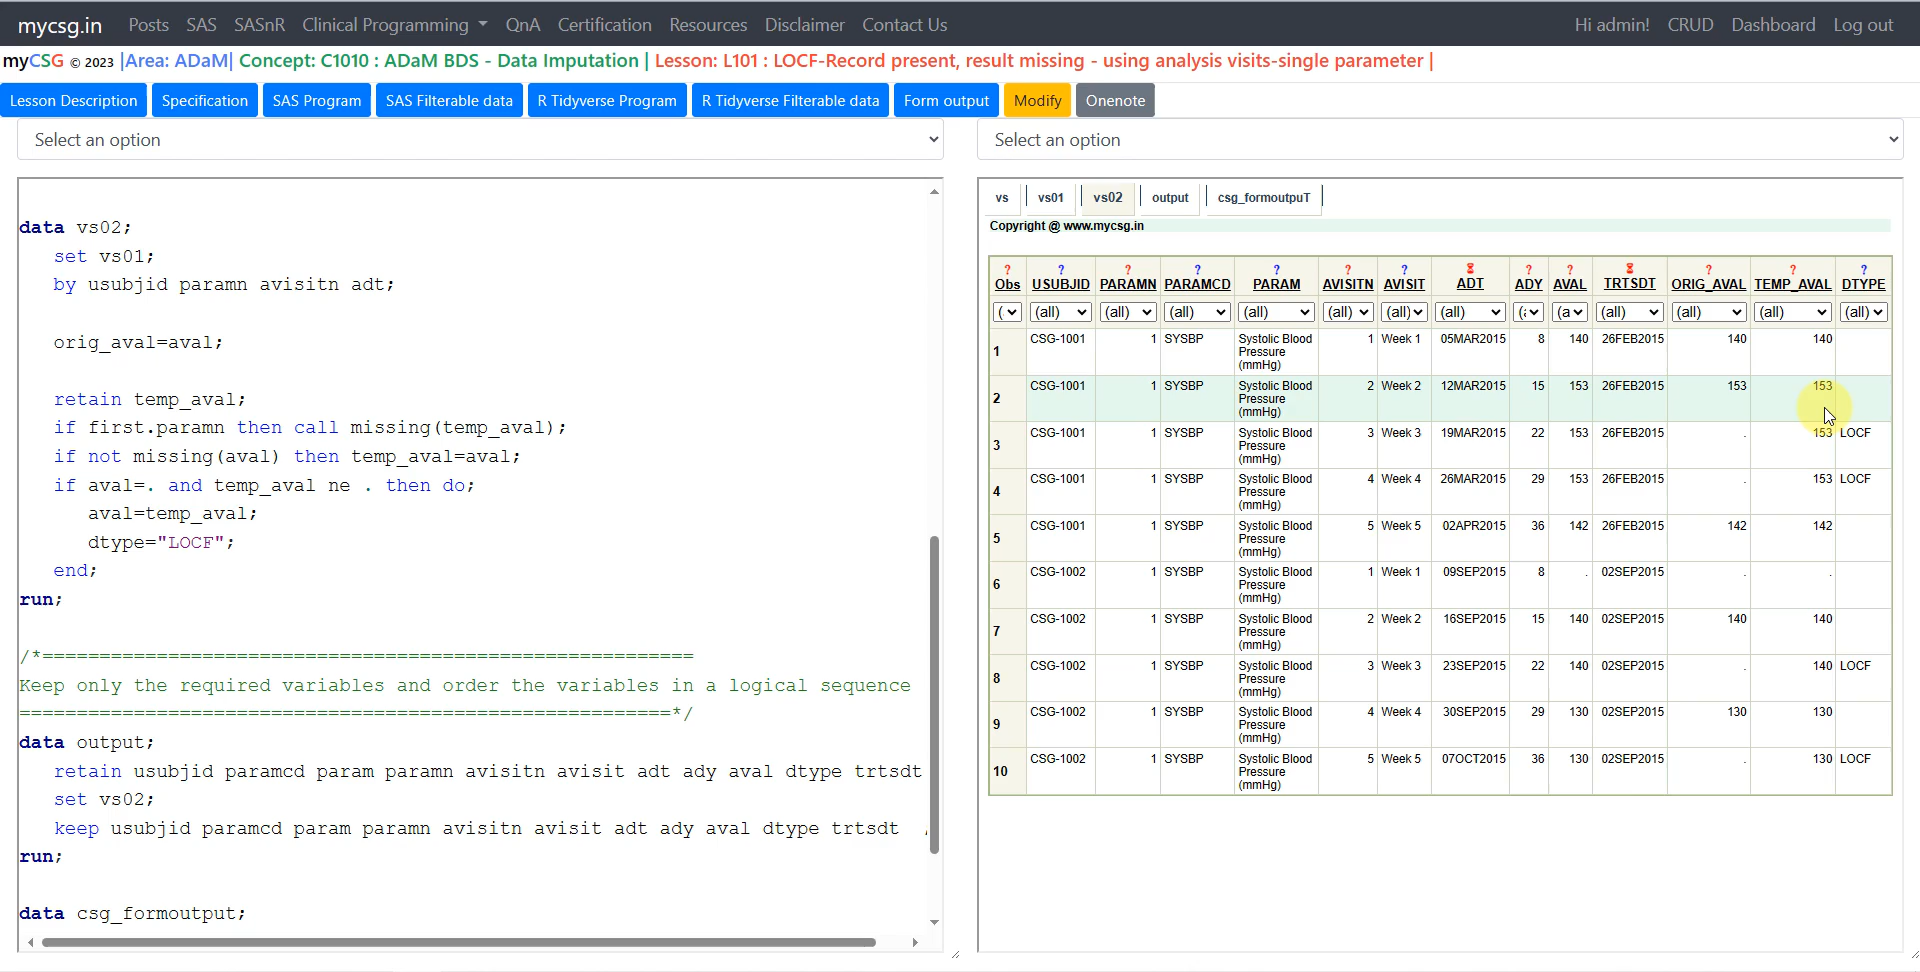 mycsg.in Posts SAS SASnR Clinical Programming QnA Certification Resources Disclaimer Contact Us Hi admin! CRUD Dashboard Log out
myCSG © 2023 |Area: ADaM| Concept: C1010 : ADaM BDS - Data Imputation | Lesson: L101 : LOCF-Record present, result missing - using analysis visits-single parameter |
Lesson Description Specification SAS Program SAS Filterable data R Tidyverse Program R Tidyverse Filterable data Form output Modify Onenote
Select an option
data vs02;
set vs01;
by usubjid paramn avisitn adt;
orig_aval=aval;
retain temp_aval;
if first.paramn then call missing(temp_aval);
if not missing(aval) then temp_aval=aval;
if aval=. and temp_aval ne . then do;
aval=temp_aval;
dtype="LOCF";
end;
run;
/*=========================================================
Keep only the required variables and order the variables in a logical sequence
=========================================================*/
data output;
retain usubjid paramcd param paramn avisitn avisit adt ady aval dtype trtsdt
set vs02;
keep usubjid paramcd param paramn avisitn avisit adt ady aval dtype trtsdt ;
run;
data csg_formoutput;
Select an option
vs vs01 vs02 output csg_formoutpuT
Copyright @ www.mycsg.in
? ? ? ? ? ? ? ? ? ? ?
Obs USUBJID PARAMN PARAMCD PARAM AVISITN AVISIT ADT ADY AVAL TRTSDT ORIG_AVAL TEMP_AVAL DTYPE
( (all) (all) (all) (all) (all) (all) (all) (a (a (all) (all) (all) (all)
1 CSG-1001 1 SYSBP Systolic Blood 1 Week 1 05MAR2015 8 140 26FEB2015 140 140
Pressure
(mmHg)
2 CSG-1001 1 SYSBP Systolic Blood 2 Week 2 12MAR2015 15 153 26FEB2015 153 153
Pressure
(mmHg)
3 CSG-1001 1 SYSBP Systolic Blood 3 Week 3 19MAR2015 22 153 26FEB2015 . 153 LOCF
Pressure
(mmHg)
4 CSG-1001 1 SYSBP Systolic Blood 4 Week 4 26MAR2015 29 153 26FEB2015 . 153 LOCF
Pressure
(mmHg)
5 CSG-1001 1 SYSBP Systolic Blood 5 Week 5 02APR2015 36 142 26FEB2015 142 142
Pressure
(mmHg)
6 CSG-1002 1 SYSBP Systolic Blood 1 Week 1 09SEP2015 8 . 02SEP2015 . .
Pressure
(mmHg)
7 CSG-1002 1 SYSBP Systolic Blood 2 Week 2 16SEP2015 15 140 02SEP2015 140 140
Pressure
(mmHg)
8 CSG-1002 1 SYSBP Systolic Blood 3 Week 3 23SEP2015 22 140 02SEP2015 . 140 LOCF
Pressure
(mmHg)
9 CSG-1002 1 SYSBP Systolic Blood 4 Week 4 30SEP2015 29 130 02SEP2015 130 130
Pressure
(mmHg)
10 CSG-1002 1 SYSBP Systolic Blood 5 Week 5 07OCT2015 36 130 02SEP2015 . 130 LOCF
Pressure
(mmHg)